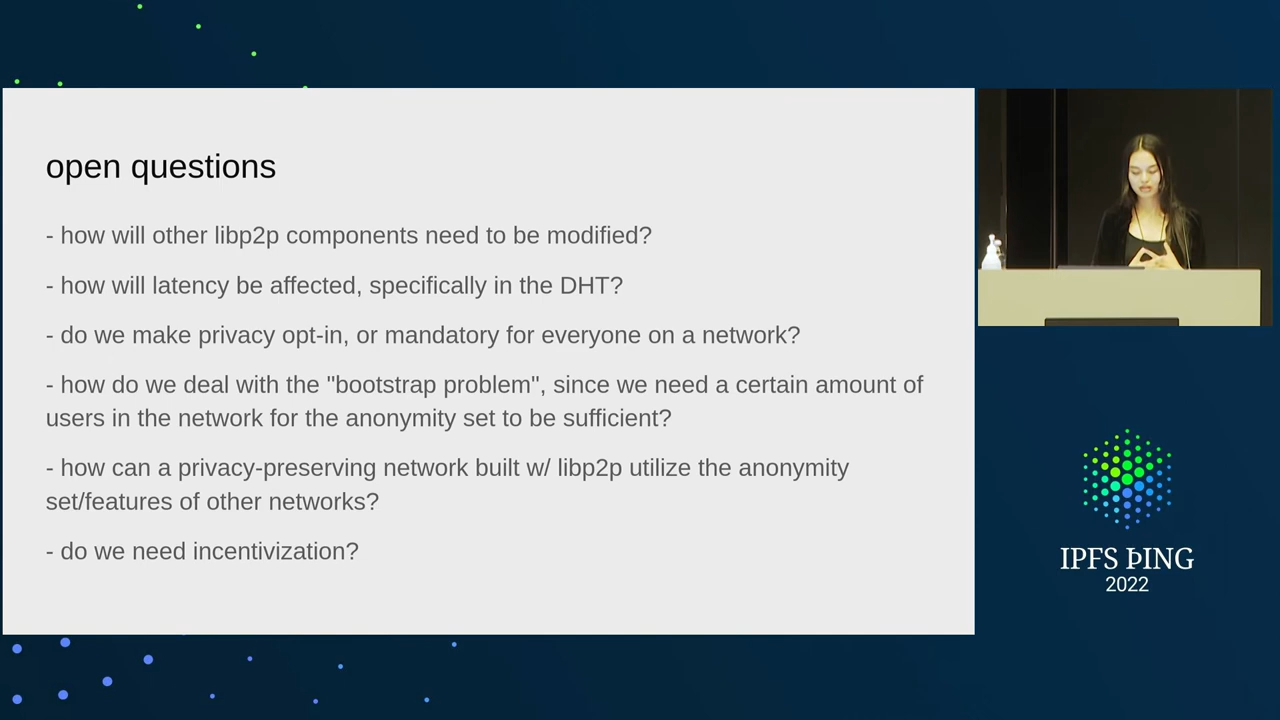 open questions
- how will other libp2p components need to be modified?
- how will latency be affected, specifically in the DHT?
- do we make privacy opt-in, or mandatory for everyone on a network?
- how do we deal with the "bootstrap problem", since we need a certain amount of
users in the network for the anonymity set to be sufficient?
- how can a privacy-preserving network built w/ libp2p utilize the anonymity
set/features of other networks?
- do we need incentivization?
IPFS ÞING
2022